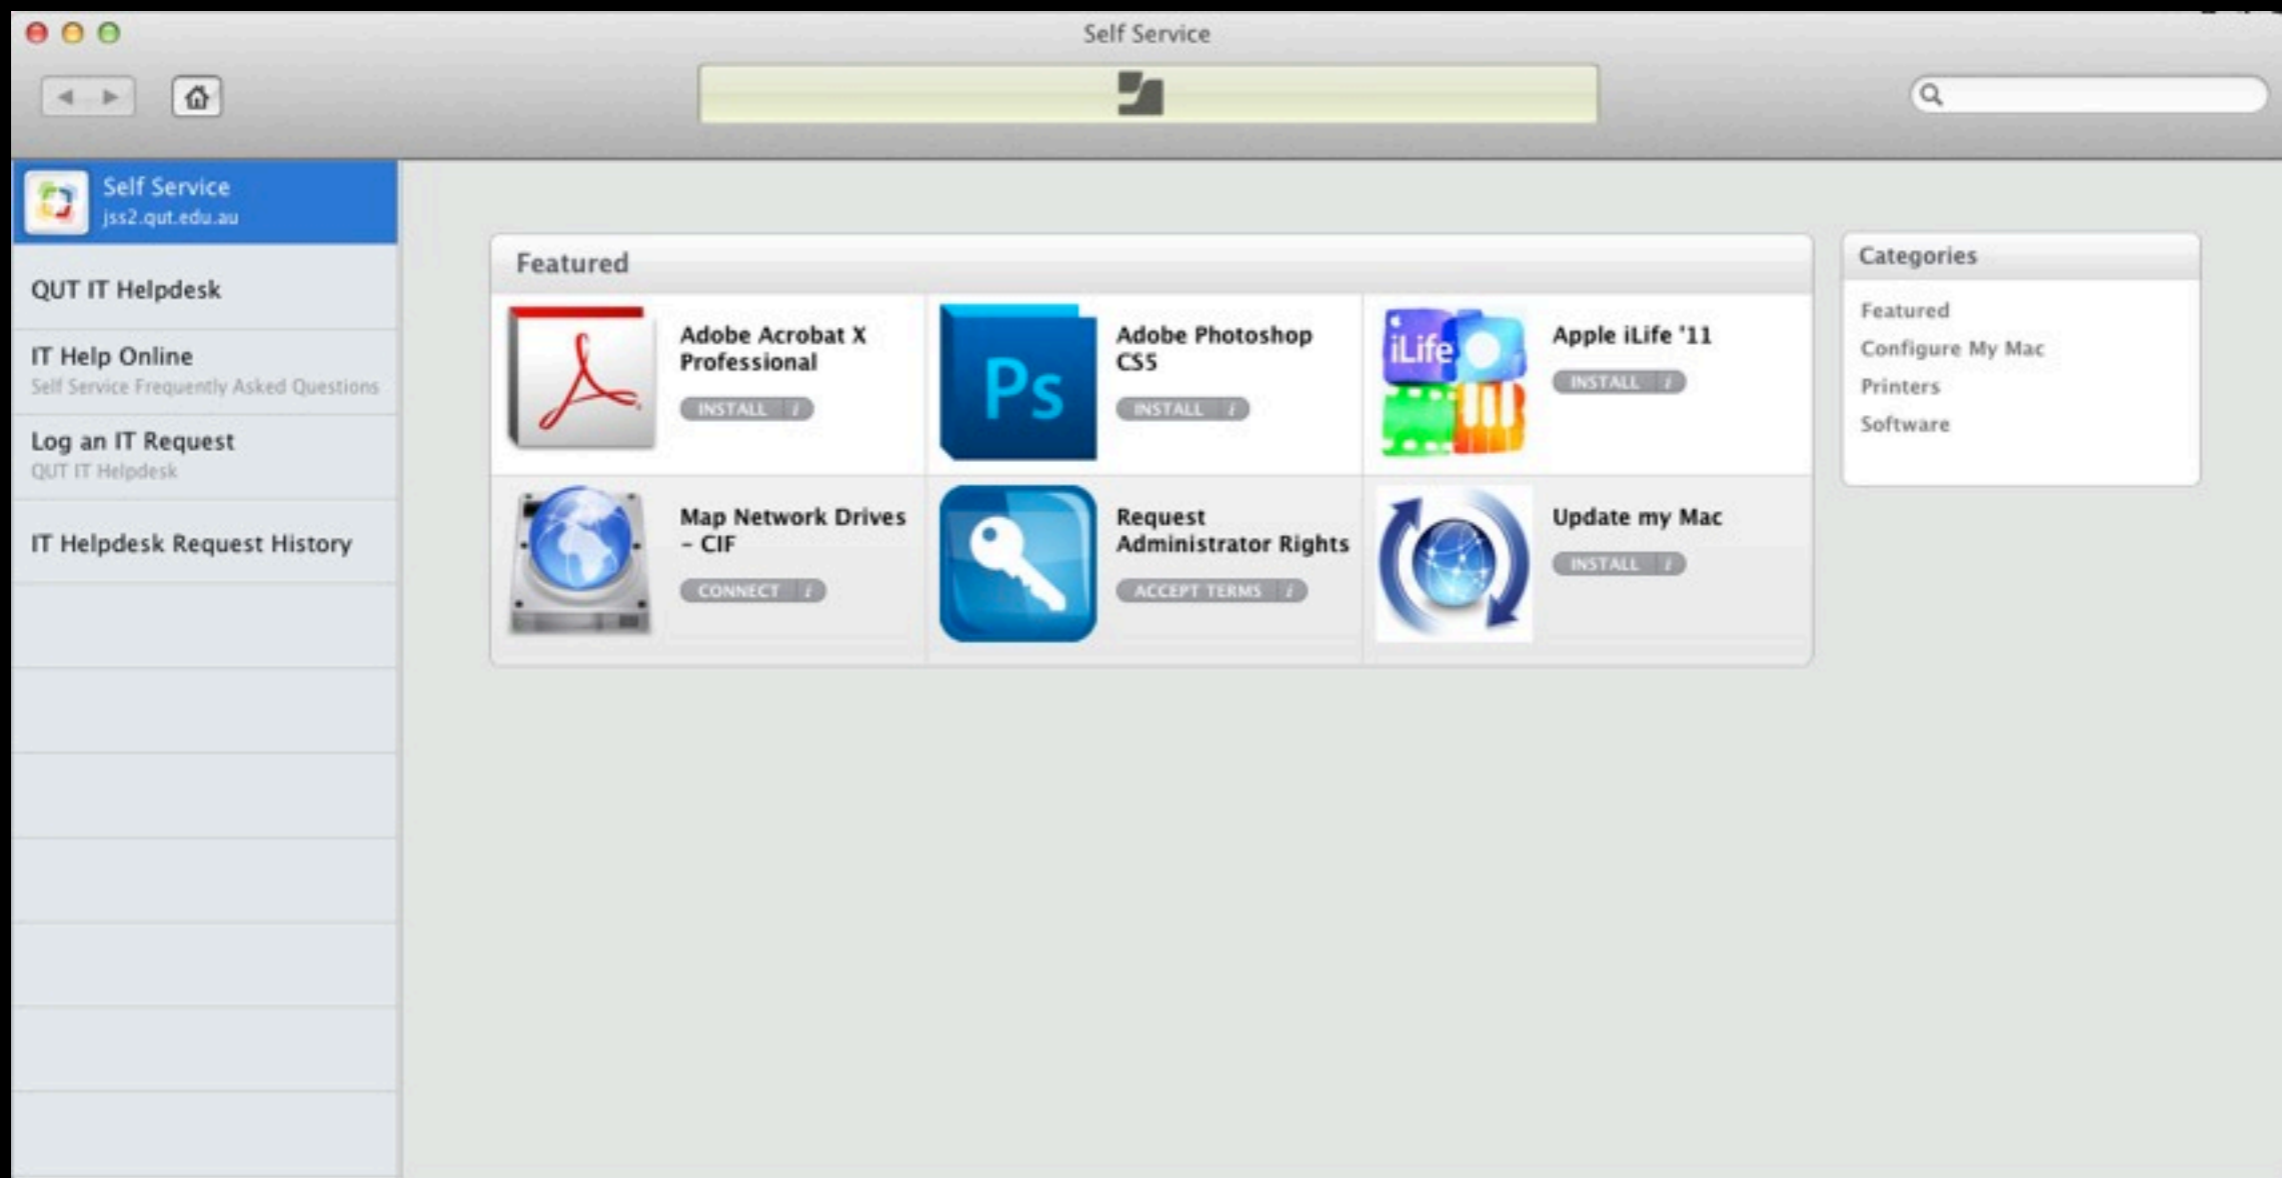 Self Service
Self Service
jss2.qut.edu.au
QUT IT Helpdesk
IT Help Online
Self Service Frequently Asked Questions
Log an IT Request
QUT IT Helpdesk
IT Helpdesk Request History
Featured
Adobe Acrobat X
Professional
INSTALL i
Ps
Adobe Photoshop
CS5
INSTALL i
iLife
Apple iLife '11
INSTALL i
Map Network Drives
- CIF
CONNECT i
Request
Administrator Rights
ACCEPT TERMS i
Update my Mac
INSTALL i
Categories
Featured
Configure My Mac
Printers
Software